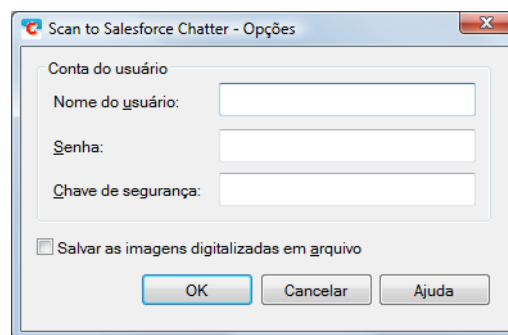 Scan to Salesforce Chatter - Opções
Conta do usuário
Nome do usuário:
Senha:
Chave de segurança:
Salvar as imagens digitalizadas em arquivo
OK Cancelar Ajuda